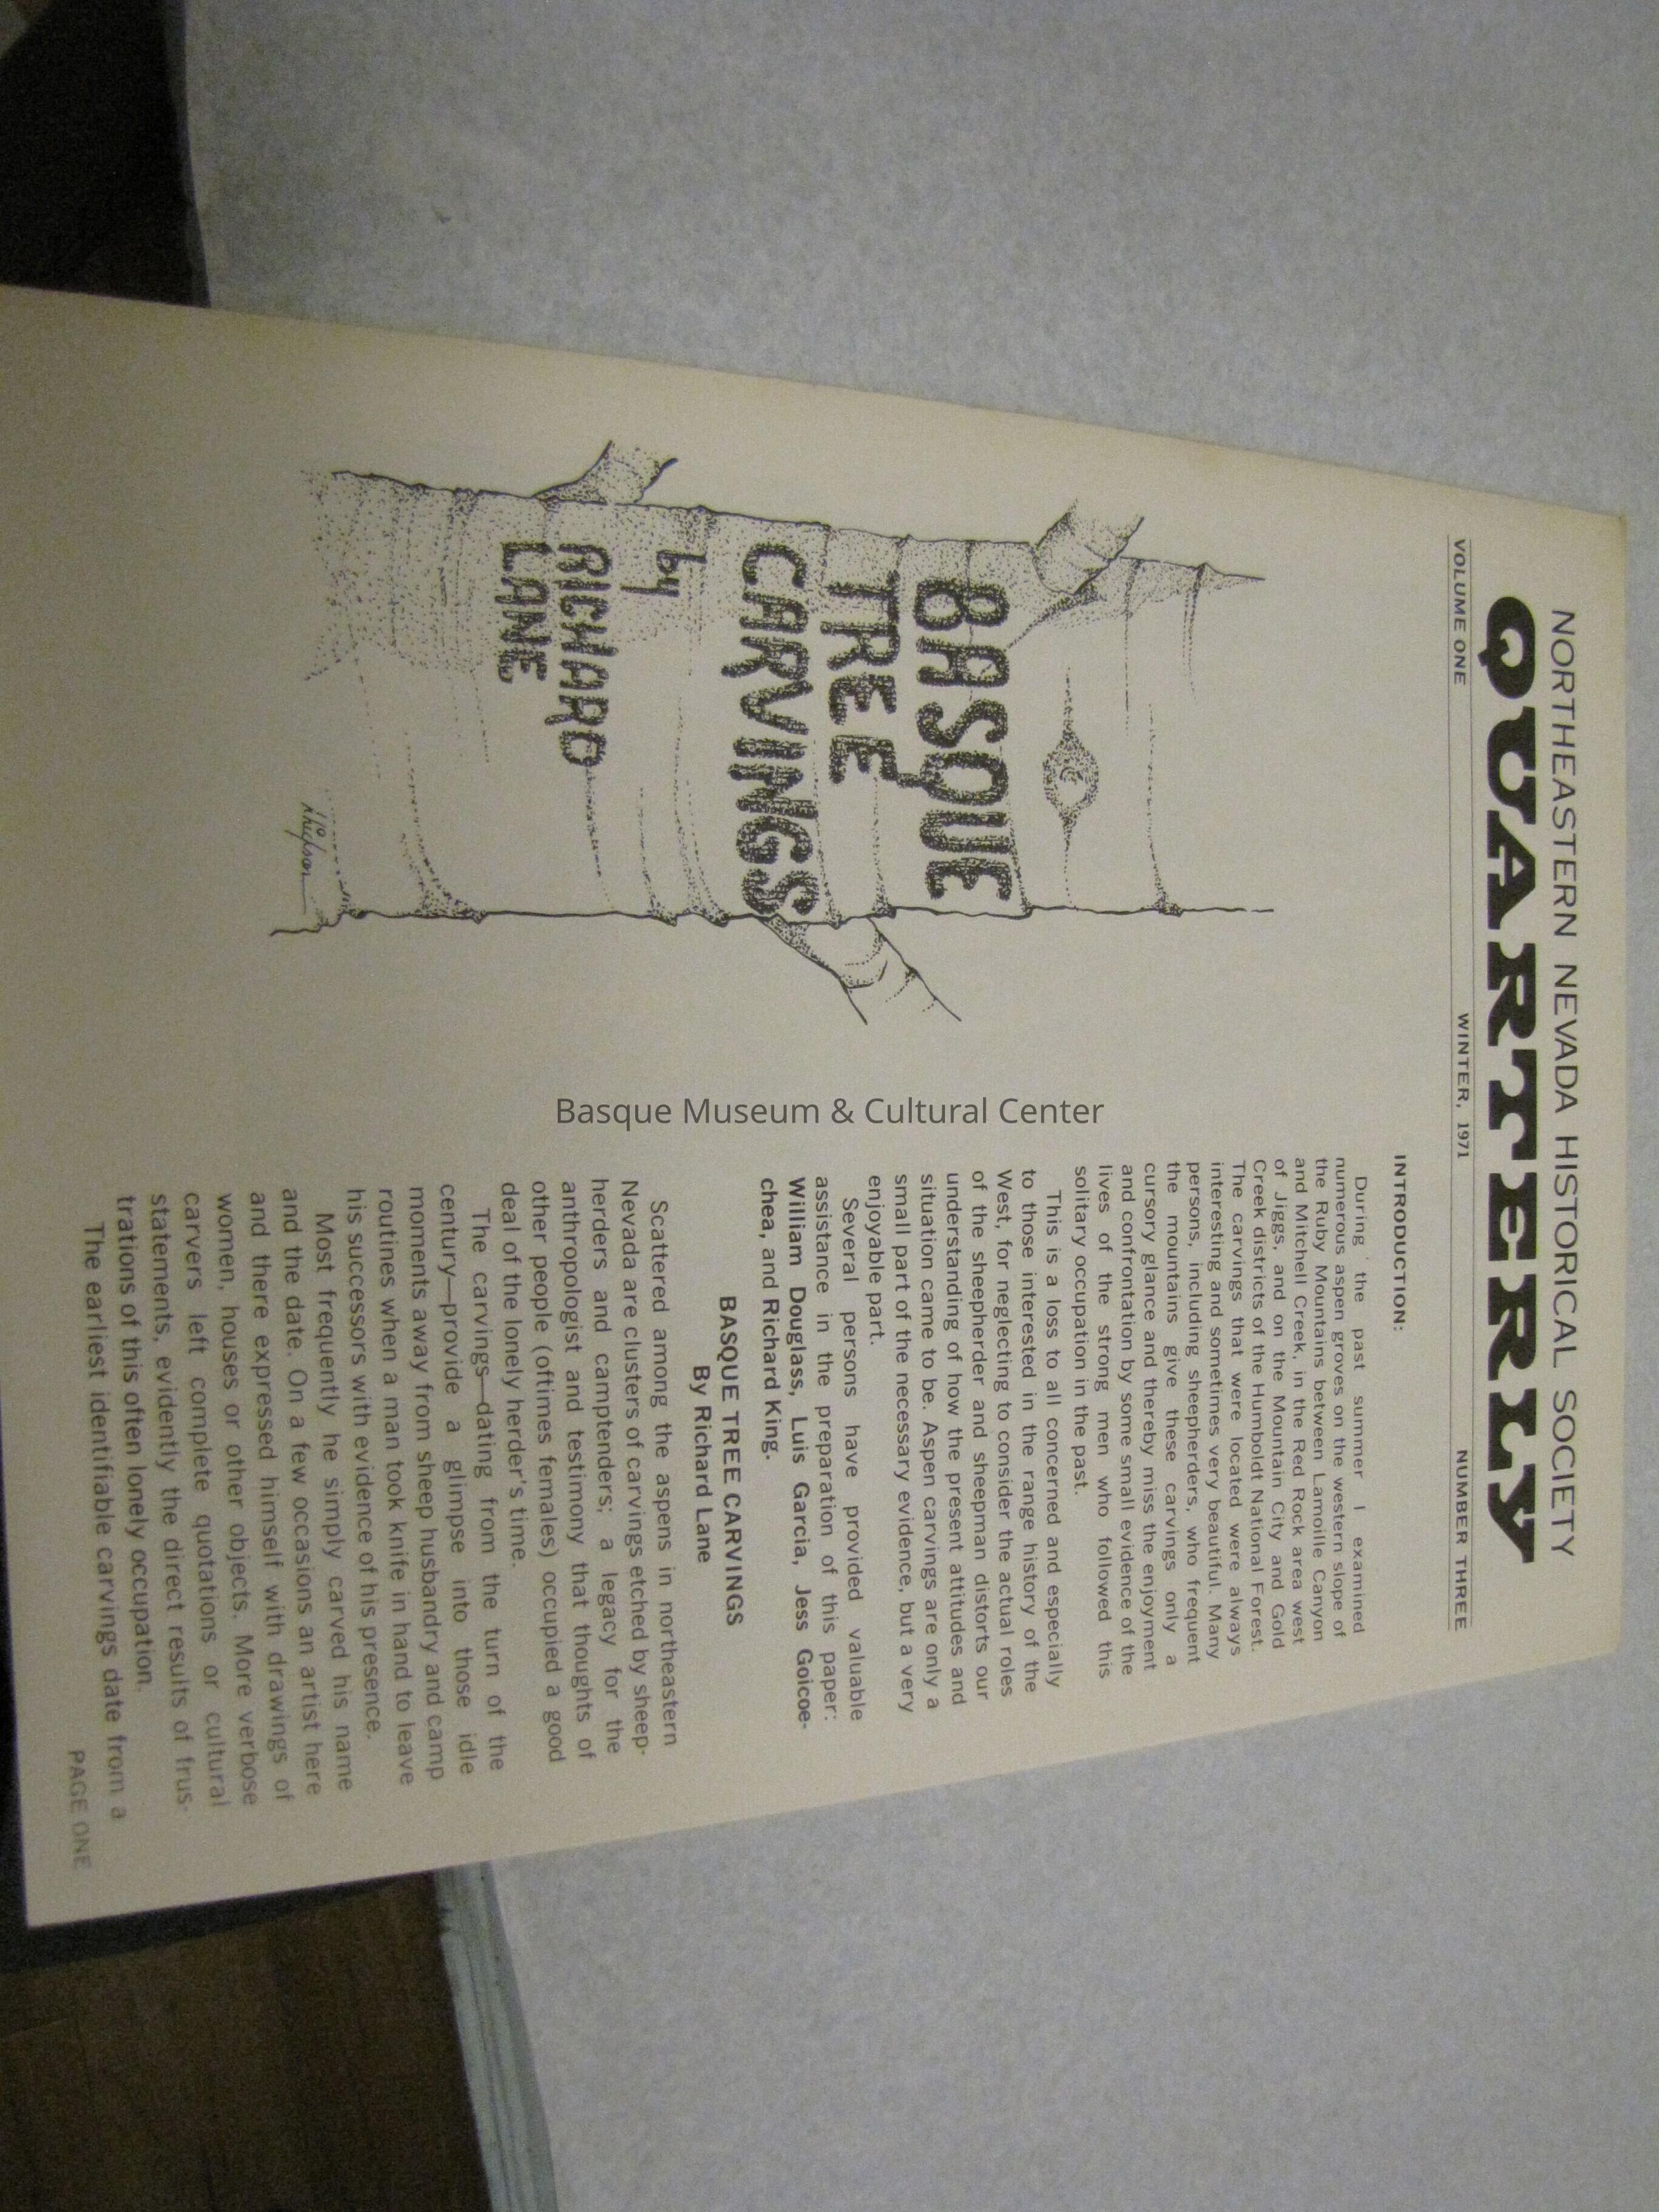 NORTHEASTERN NEVADA HISTORICAL SOCIETY
QUARTERLY
VOLUME ONE WINTER, 1971 NUMBER THREE
BASQUE
TREE
CARVINGS
by
RICHARD
LANE
INTRODUCTION:
During the past summer I examined
numerous aspen groves on the western slope of
the Ruby Mountains between Lamoille Canyon
and Mitchell Creek, in the Red Rock area west
of Jiggs, and on the Mountain City and Gold
Creek districts of the Humboldt National Forest.
The carvings that were located were always
interesting and sometimes very beautiful. Many
persons, including sheepherders, who frequent
the mountains give these carvings only a
cursory glance and thereby miss the enjoyment
and confrontation by some small evidence of the
lives of the strong men who followed this
solitary occupation in the past.
This is a loss to all concerned and especially
to those interested in the range history of the
West, for neglecting to consider the actual roles
of the sheepherder and sheepman distorts our
understanding of how the present attitudes and
situation came to be. Aspen carvings are only a
small part of the necessary evidence, but a very
enjoyable part.
Several persons have provided valuable
assistance in the preparation of this paper:
William Douglass, Luis Garcia, Jess Goicoe-
chea, and Richard King.
BASQUE TREE CARVINGS
By Richard Lane
Scattered among the aspens in northeastern
Nevada are clusters of carvings etched by sheep-
herders and camptenders; a legacy for the
anthropologist and testimony that thoughts of
other people (oftimes females) occupied a good
deal of the lonely herder's time.
The carvings—dating from the turn of the
century—provide a glimpse into those idle
moments away from sheep husbandry and camp
routines when a man took knife in hand to leave
his successors with evidence of his presence.
Most frequently he simply carved his name
and the date. On a few occasions an artist here
and there expressed himself with drawings of
women, houses or other objects. More verbose
carvers left complete quotations or cultural
statements, evidently the direct results of frus-
trations of this often lonely occupation.
The earliest identifiable carvings date from a
PAGE ONE
Basque Museum & Cultural Center